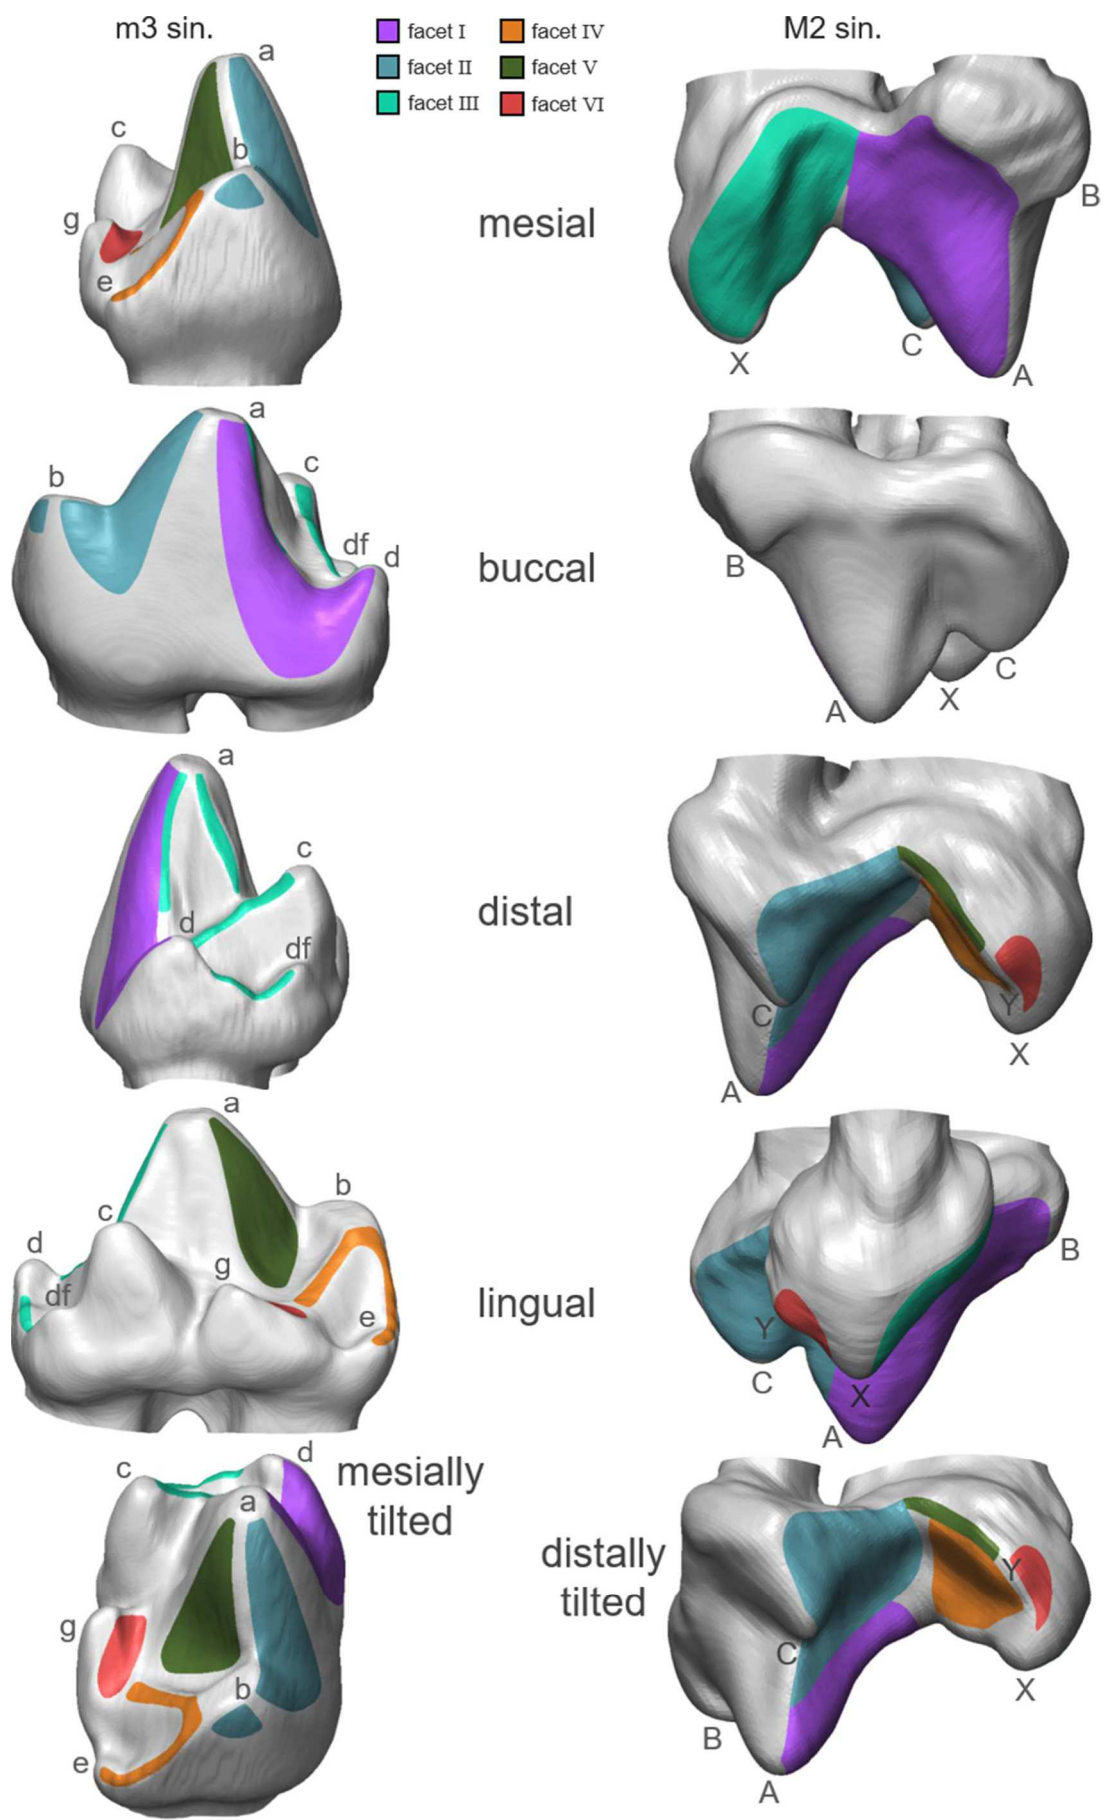 m3 sin.
facet I
facet IV
M2 sin.
facet II
facet V
facet III
facet VI
a
c
b
g
e
mesial
B
X
C
A
a
b
c
df
d
buccal
B
A
X
C
a
c
d
df
distal
C
Y
X
A
a
b
c
d
df
g
e
lingual
B
Y
C
X
A
c
d
a
g
b
e
mesially
tilted
distally
tilted
Y
C
X
B
A